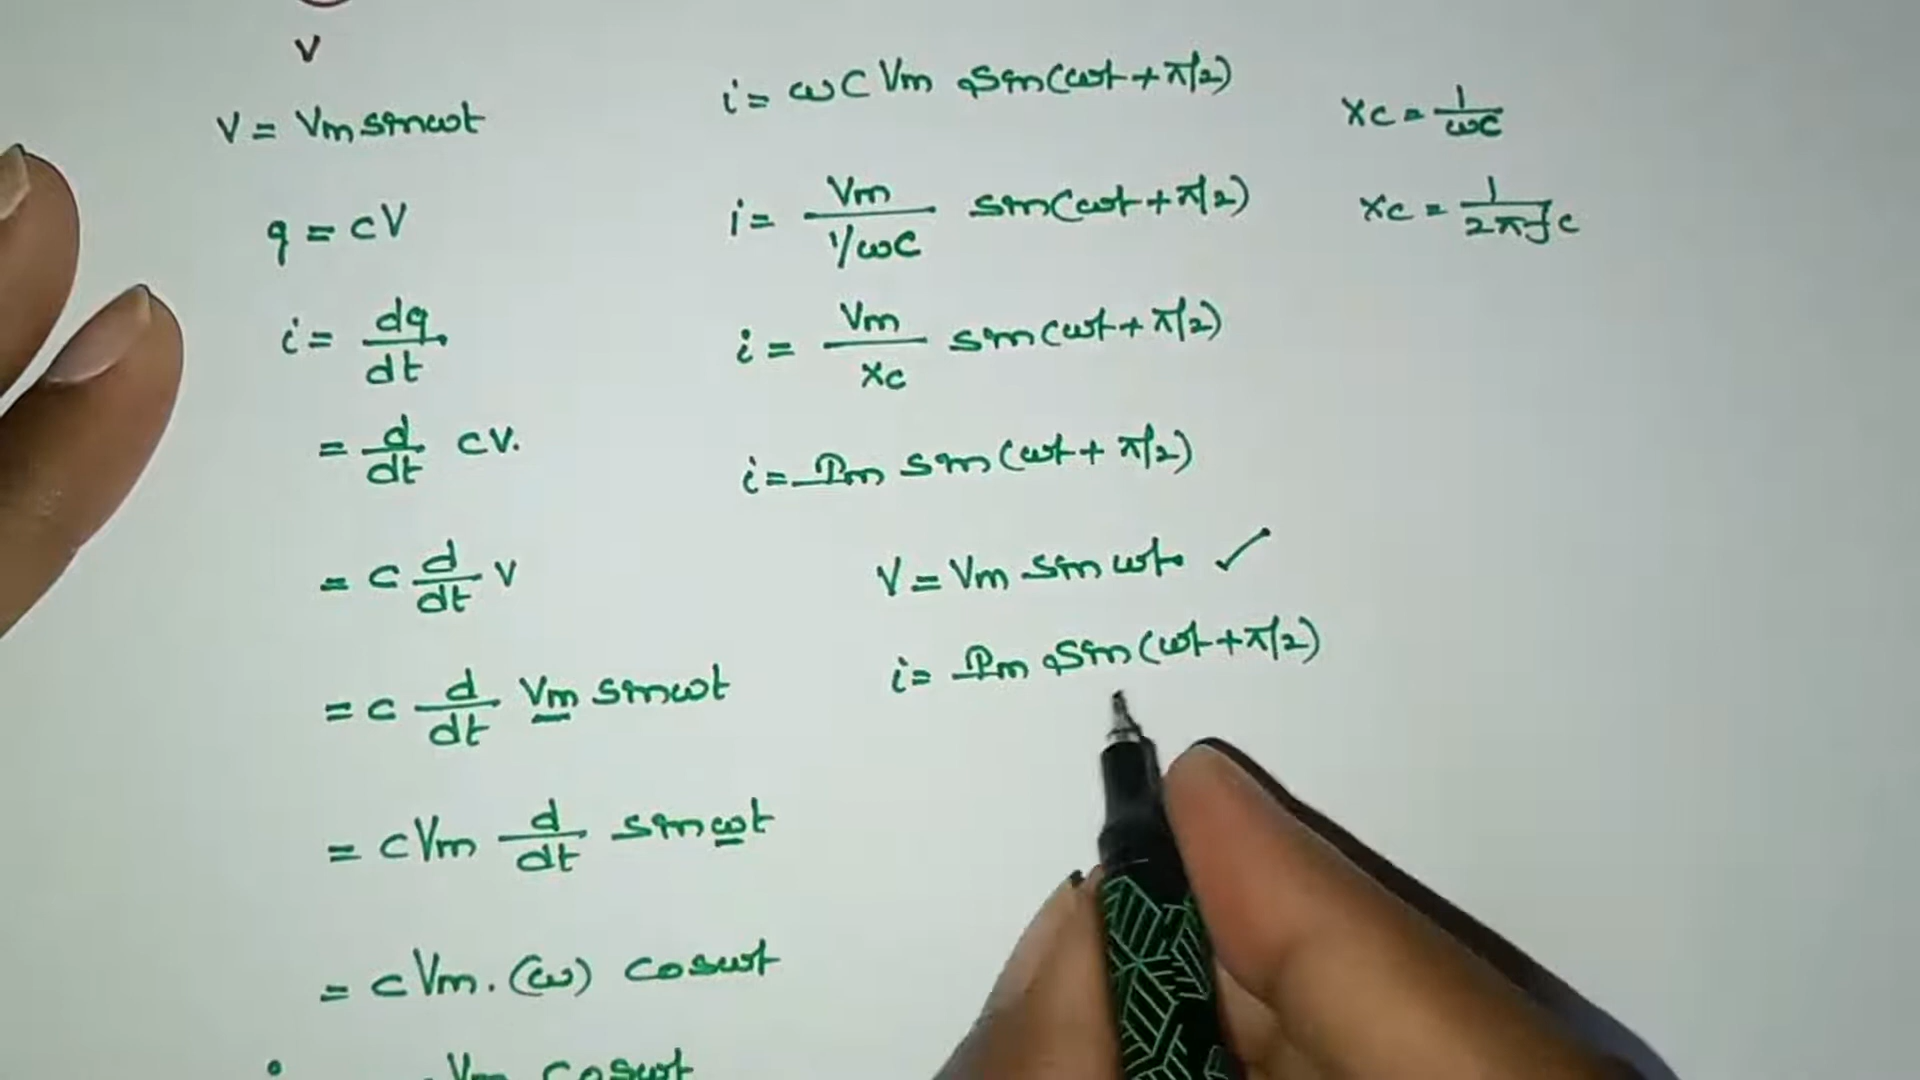 V
V = Vm sinωt
q = cV
i = dq/dt
= d/dt cV.
= c d/dt V
= c d/dt Vm sinωt
= cVm d/dt sinωt
= cVm. (ω) cosωt
Vm cosωt
i = ωC Vm sin(ωt + π/2)
i = Vm / 1/ωC sin(ωt + π/2)
i = Vm / Xc sin(ωt + π/2)
i = Im sin(ωt + π/2)
V = Vm sin ωt ✓
i = Im sin(ωt + π/2)
Xc = 1/ωC
Xc = 1/2πfc